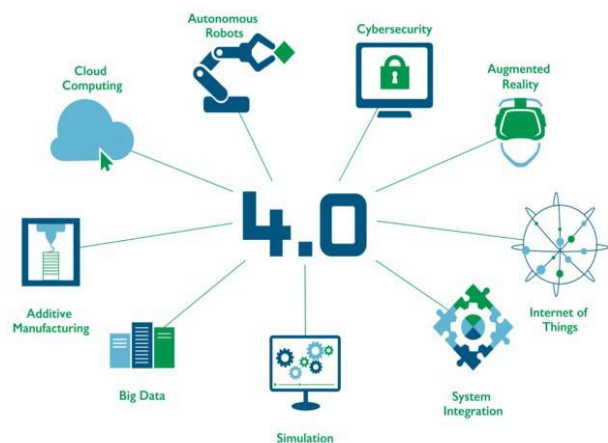 Autonomous
Robots
Cybersecurity
Cloud
Computing
Augmented
Reality
4.0
Additive
Manufacturing
Internet of
Things
Big Data
System
Integration
Simulation